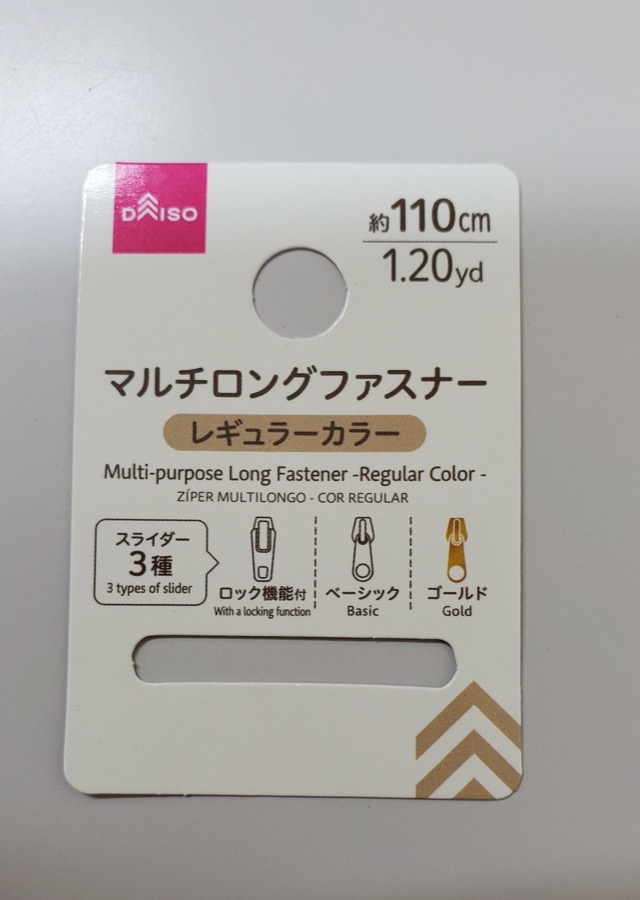 DAISO
約110cm
1.20yd
マルチロングファスナー
レギュラーカラー
Multi-purpose Long Fastener -Regular Color -
ZÍPER MULTILONGO - COR REGULAR
スライダー
3種
3 types of slider
ロック機能付
With a locking function
ベーシック
Basic
ゴールド
Gold